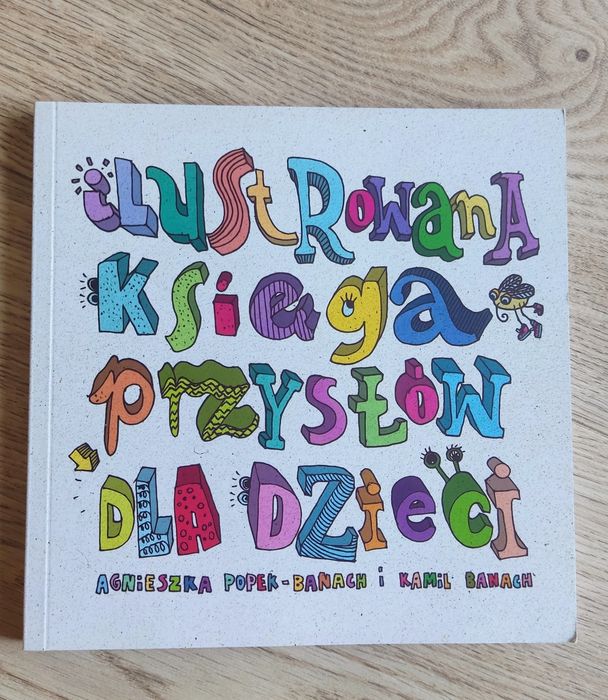 iLUStRowanA
Księga
przysłów
DLA DZieci
AGNIESZKA POPEK-BANACH i KAMIL BANACH